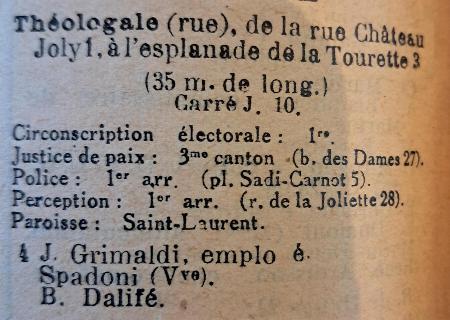 Théologale (rue), de la rue Château
Joly 1, à l'esplanade de la Tourette 3
(35 m. de long.)
Carré J. 10.
Circonscription électorale : 1re.
Justice de paix : 3me canton (b. des Dames 27).
Police : 1er arr. (pl. Sadi-Carnot 5).
Perception : 1er arr. (r. de la Joliette 28).
Paroisse : Saint-Laurent.
4 J. Grimaldi, emplo é.
Spadoni (Vve).
B. Dalifé.